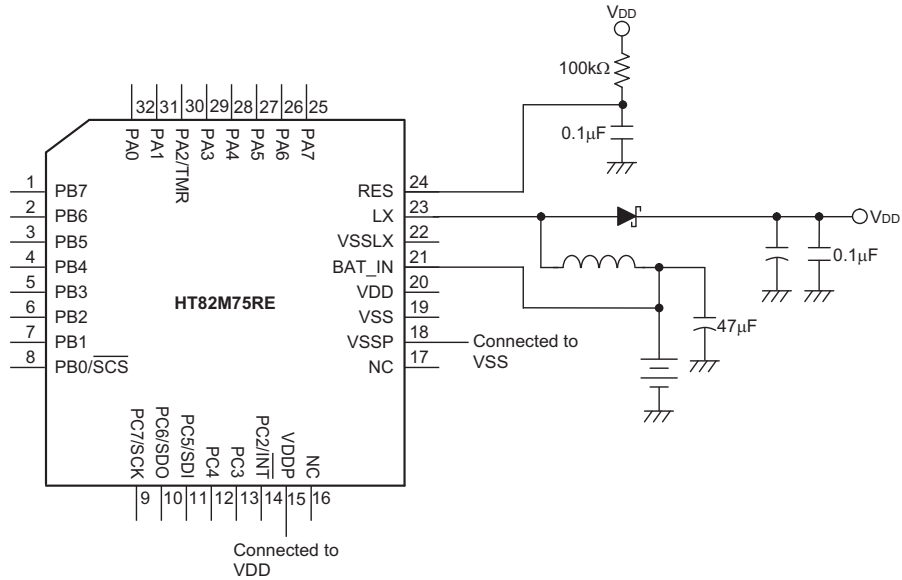 VDD
100kΩ
0.1µF
32 31 30 29 28 27 26 25
PA0 PA1 PA2/TMR PA3 PA4 PA5 PA6 PA7
1 PB7
2 PB6
3 PB5
4 PB4
5 PB3
6 PB2
7 PB1
8 PB0/SCS
HT82M75RE
RES 24
LX 23
VSSLX 22
BAT_IN 21
VDD 20
VSS 19
VSSP 18
NC 17
VDD
0.1µF
47µF
Connected to
VSS
PC7/SCK PC6/SDO PC5/SDI PC4 PC3 PC2/INT VDDP NC
9 10 11 12 13 14 15 16
Connected to
VDD